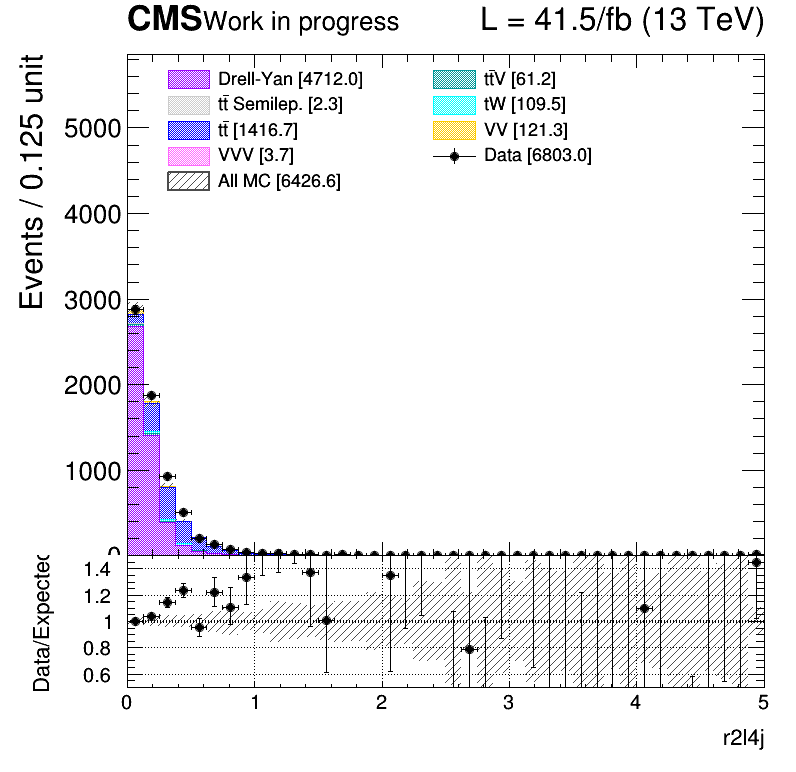 CMS Work in progress L = 41.5/fb (13 TeV)
Events / 0.125 unit
Drell-Yan [4712.0]
tt̄ Semilep. [2.3]
tt̄ [1416.7]
VVV [3.7]
All MC [6426.6]
tt̄V [61.2]
tW [109.5]
VV [121.3]
Data [6803.0]
5000
4000
3000
2000
1000
0
Data/Expected
1.4
1.2
1
0.8
0.6
0 1 2 3 4 5
r2l4j